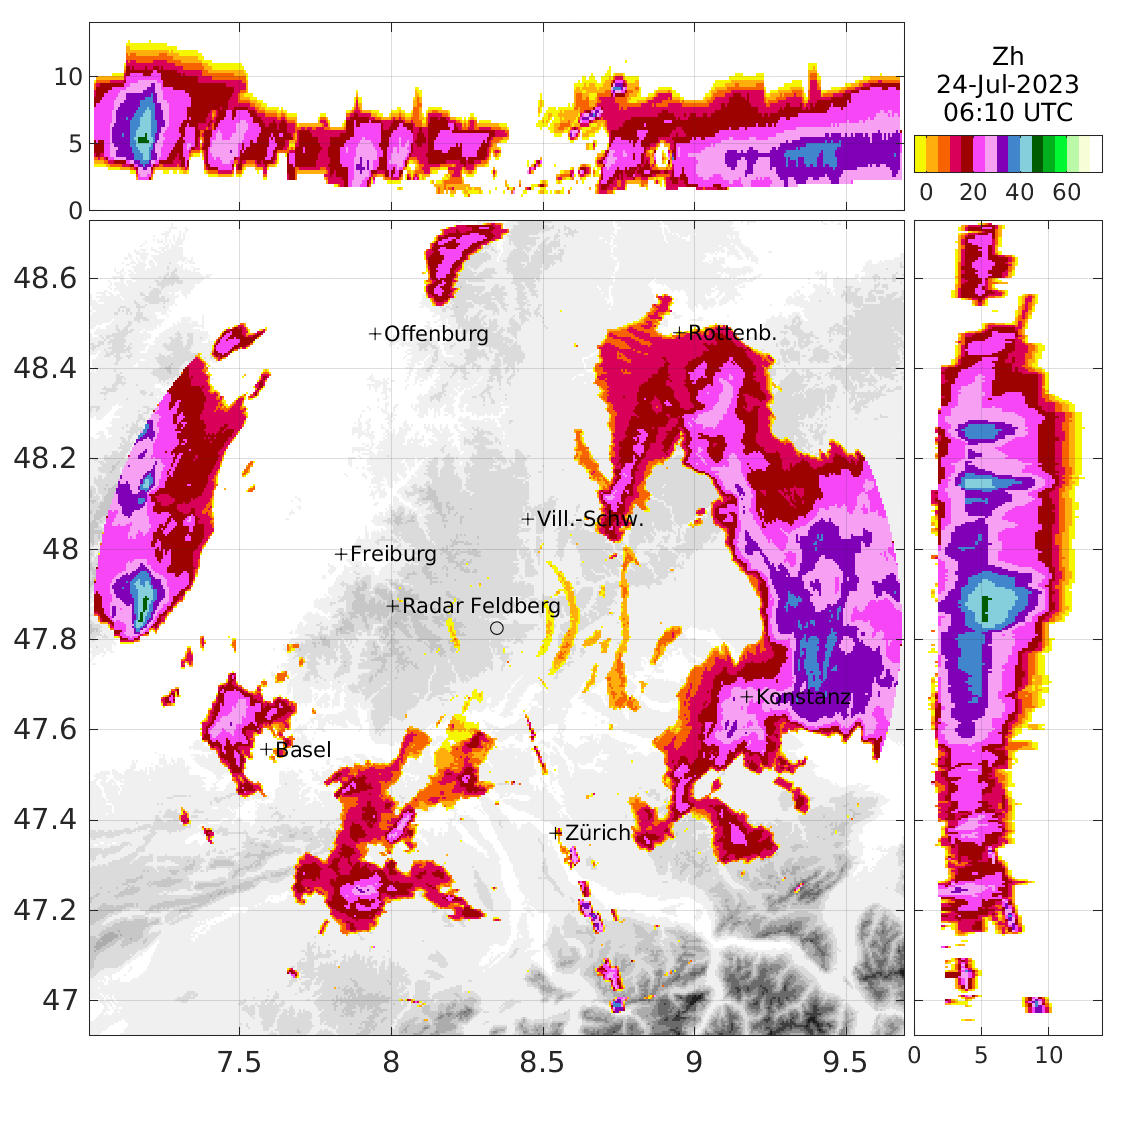 10
5
0
Zh
24-Jul-2023
06:10 UTC
0 20 40 60
48.6
48.4
48.2
48
47.8
47.6
47.4
47.2
47
+Offenburg
+Rottenb.
+Vill.-Schw.
+Freiburg
+Radar Feldberg
+Konstanz
+Basel
+Zürich
7.5 8 8.5 9 9.5
0 5 10